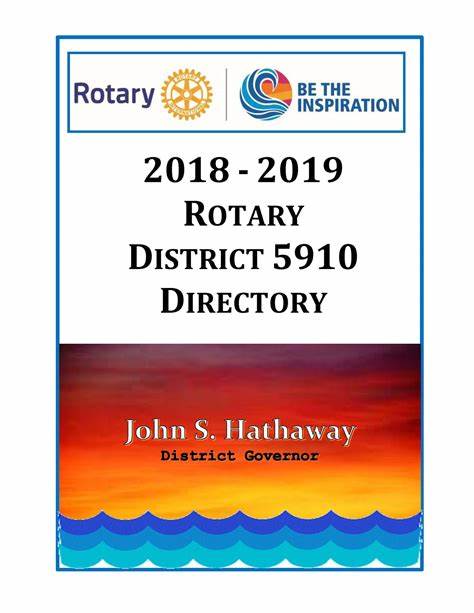 Rotary
BE THE
INSPIRATION
2018 - 2019
ROTARY
DISTRICT 5910
DIRECTORY
John S. Hathaway
District Governor